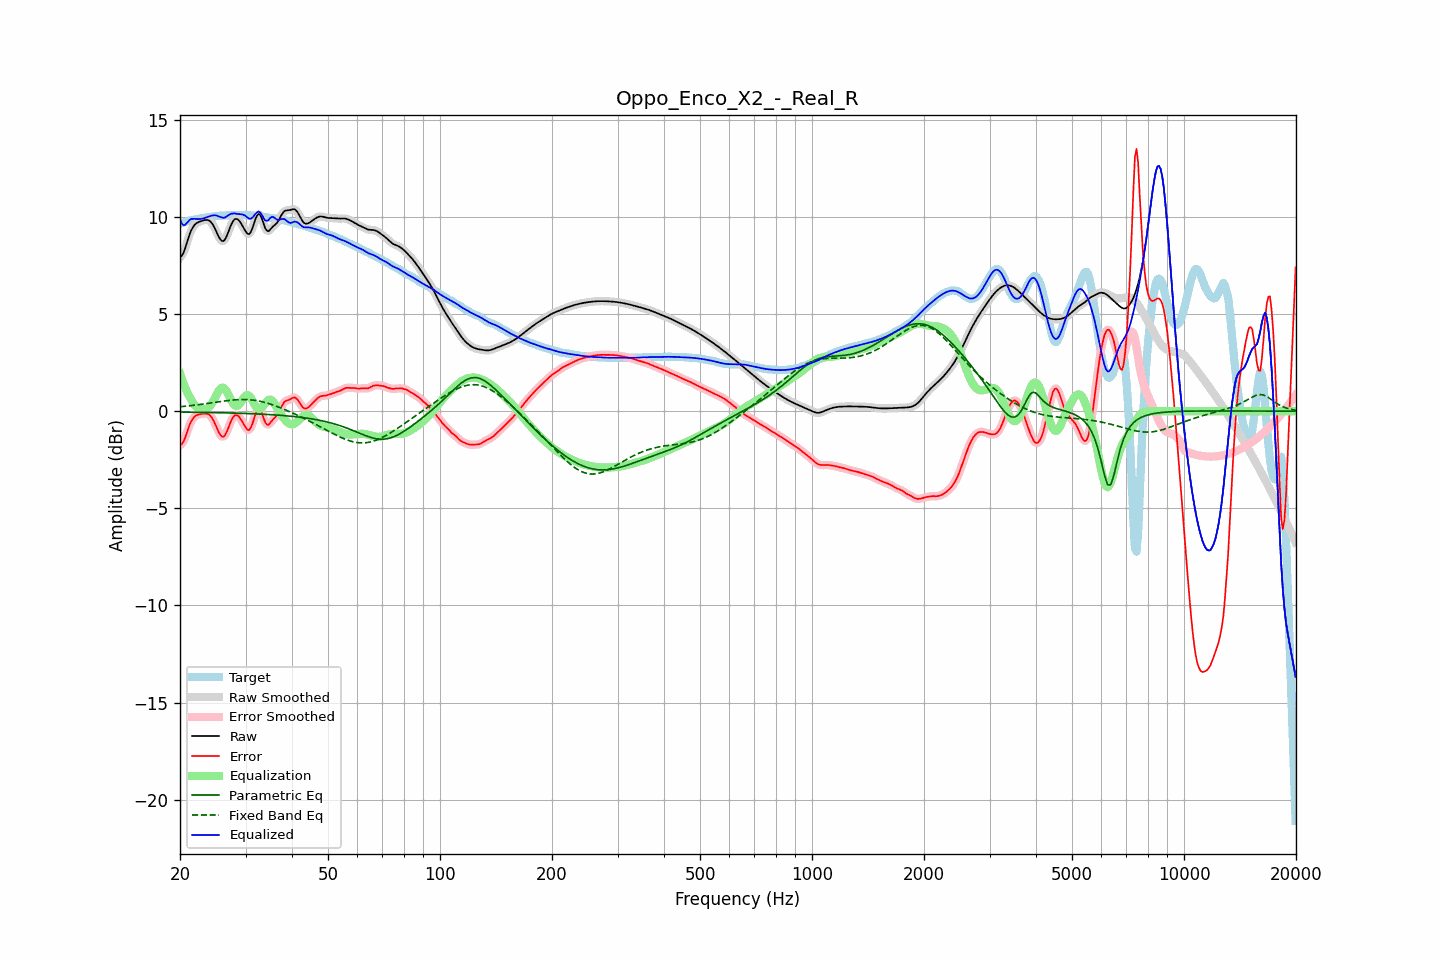 Oppo_Enco_X2_-_Real_R
15
10
5
0
−5
−10
−15
−20
Amplitude (dBr)
Target
Raw Smoothed
Error Smoothed
Raw
Error
Equalization
Parametric Eq
Fixed Band Eq
Equalized
20
50
100
200
500
1000
2000
5000
10000
20000
Frequency (Hz)